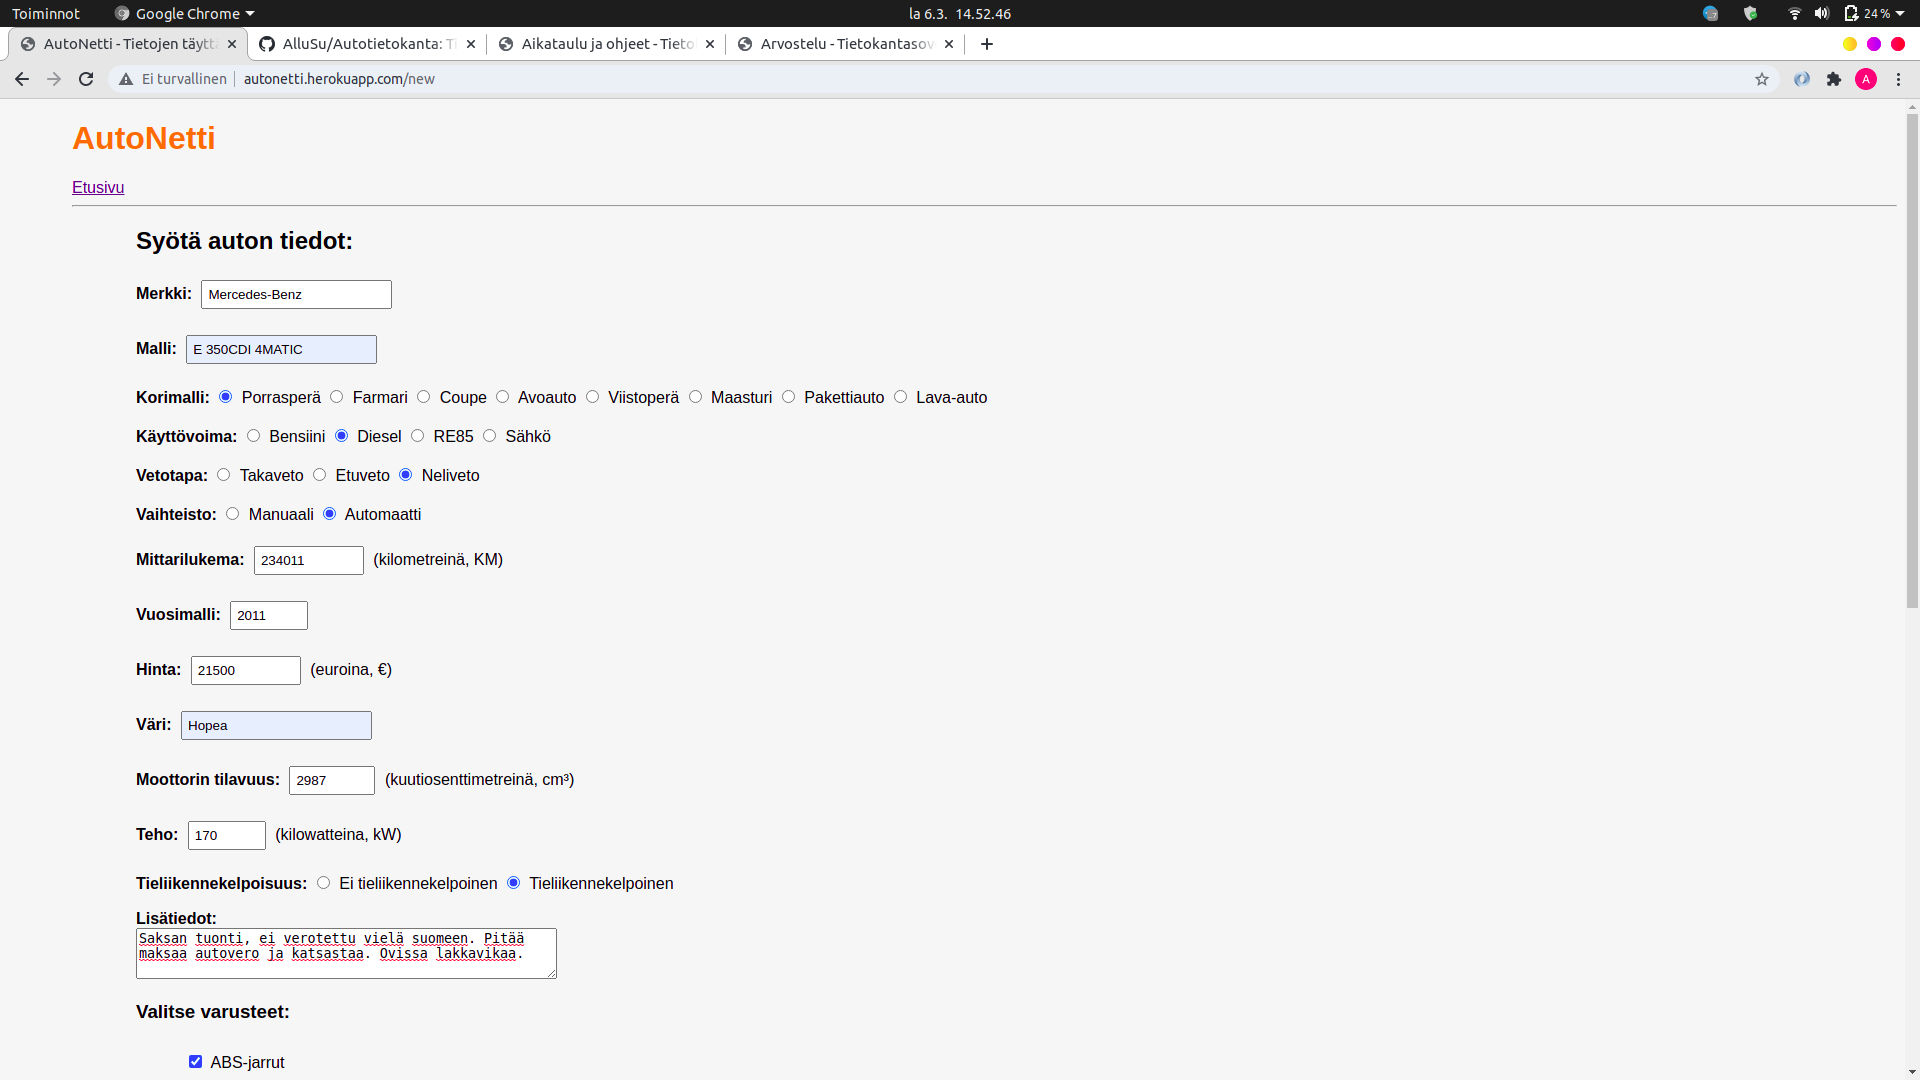 Toiminnot Google Chrome la 6.3. 14.52.46 24 %
AutoNetti - Tietojen täyttä AlluSu/Autotietokanta: Ti Aikataulu ja ohjeet - Tieto Arvostelu - Tietokantasov
Ei turvallinen autonetti.herokuapp.com/new A
AutoNetti
Etusivu
Syötä auton tiedot:
Merkki: Mercedes-Benz
Malli: E 350CDI 4MATIC
Korimalli: Porrasperä Farmari Coupe Avoauto Viistoperä Maasturi Pakettiauto Lava-auto
Käyttövoima: Bensiini Diesel RE85 Sähkö
Vetotapa: Takaveto Etuveto Neliveto
Vaihteisto: Manuaali Automaatti
Mittarilukema: 234011 (kilometreinä, KM)
Vuosimalli: 2011
Hinta: 21500 (euroina, €)
Väri: Hopea
Moottorin tilavuus: 2987 (kuutiosenttimetreinä, cm³)
Teho: 170 (kilowatteina, kW)
Tieliikennekelpoisuus: Ei tieliikennekelpoinen Tieliikennekelpoinen
Lisätiedot:
Saksan tuonti, ei verotettu vielä suomeen. Pitää
maksaa autovero ja katsastaa. Ovissa lakkavikaa.
Valitse varusteet:
ABS-jarrut